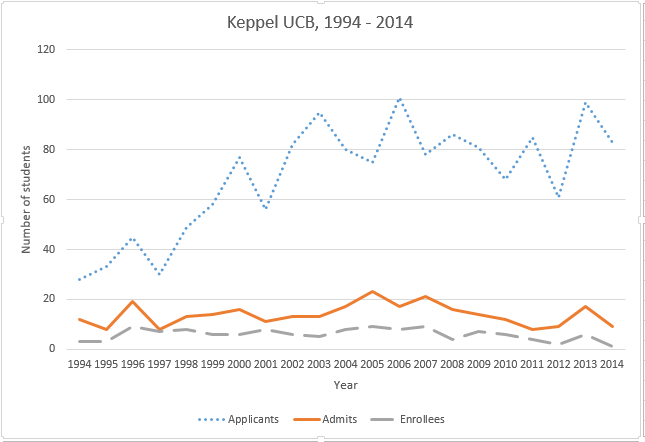 Keppel UCB, 1994 - 2014
120
100
80
60
40
20
0
Number of students
1994 1995 1996 1997 1998 1999 2000 2001 2002 2003 2004 2005 2006 2007 2008 2009 2010 2011 2012 2013 2014
Year
Applicants Admits Enrollees